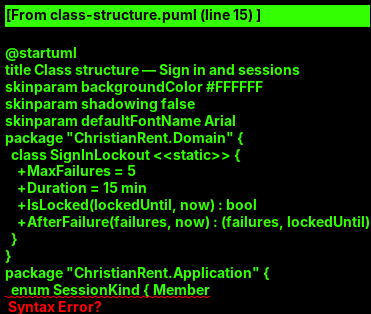 [From class-structure.puml (line 15) ]
@startuml
title Class structure — Sign in and sessions
skinparam backgroundColor #FFFFFF
skinparam shadowing false
skinparam defaultFontName Arial
package "ChristianRent.Domain" {
  class SignInLockout <<static>> {
    +MaxFailures = 5
    +Duration = 15 min
    +IsLocked(lockedUntil, now) : bool
    +AfterFailure(failures, now) : (failures, lockedUntil)
  }
}
package "ChristianRent.Application" {
  enum SessionKind { Member
 Syntax Error?